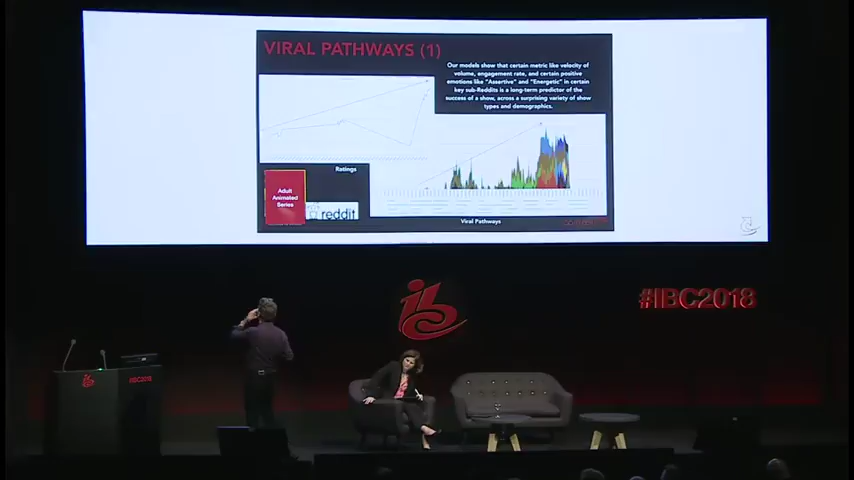 VIRAL PATHWAYS (1)
Our models show that certain metric like velocity of
volume, engagement rate, and certain positive
emotions like "Assertive" and "Energetic" in certain
key sub-Reddits is a long-term predictor of the
success of a show, across a surprising variety of show
types and demographics.
Ratings
Adult
Animated
Series
reddit
Viral Pathways
ibc
#IBC2018
IBC2018